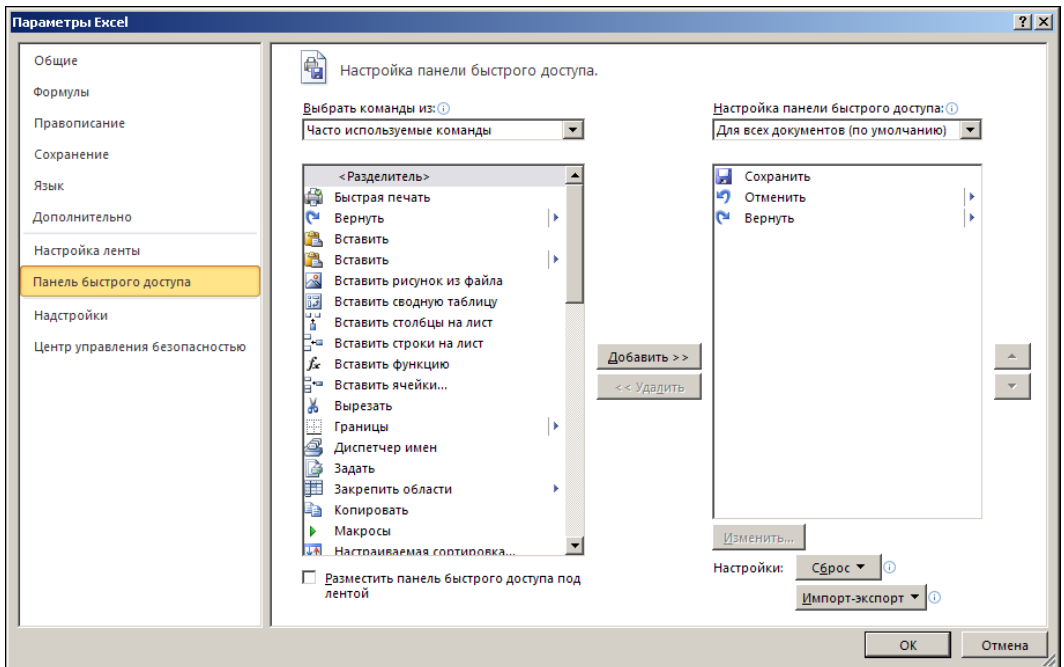 Параметры Excel
Общие
Формулы
Правописание
Сохранение
Язык
Дополнительно
Настройка ленты
Панель быстрого доступа
Надстройки
Центр управления безопасностью
Настройка панели быстрого доступа.
Выбрать команды из:
Часто используемые команды
<Разделитель>
Быстрая печать
Вернуть
Вставить
Вставить
Вставить рисунок из файла
Вставить сводную таблицу
Вставить столбцы на лист
Вставить строки на лист
Вставить функцию
Вставить ячейки...
Вырезать
Границы
Диспетчер имен
Задать
Закрепить области
Копировать
Макросы
Настраиваемая сортировка...
Разместить панель быстрого доступа под
лентой
Добавить >>
<< Удалить
Настройка панели быстрого доступа:
Для всех документов (по умолчанию)
Сохранить
Отменить
Вернуть
Изменить...
Настройки: Сброс
Импорт-экспорт
ОК Отмена